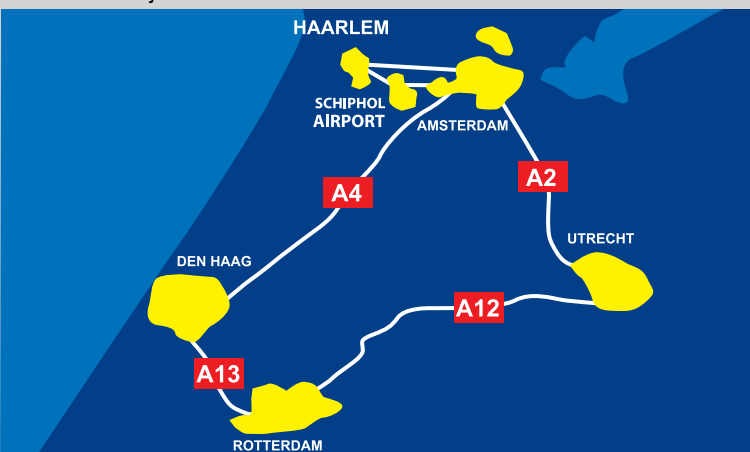 HAARLEM
SCHIPHOL
AIRPORT
AMSTERDAM
A4
A2
UTRECHT
DEN HAAG
A12
A13
ROTTERDAM